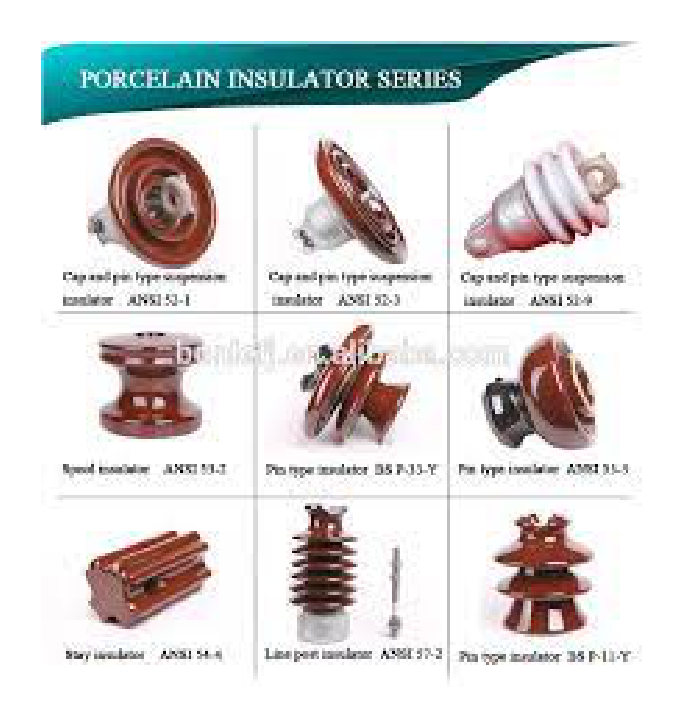 PORCELAIN INSULATOR SERIES
Cap and pin type suspension
insulator ANSI 52-1
Cap and pin type suspension
insulator ANSI 52-3
Cap and pin type suspension
insulator ANSI 52-9
Spool insulator ANSI 53-2
Pin type insulator BS P-33-Y
Pin type insulator ANSI
Stay insulator ANSI 54-4
Line post insulator ANSI 57-2
Pin type insulator BS P-11-Y